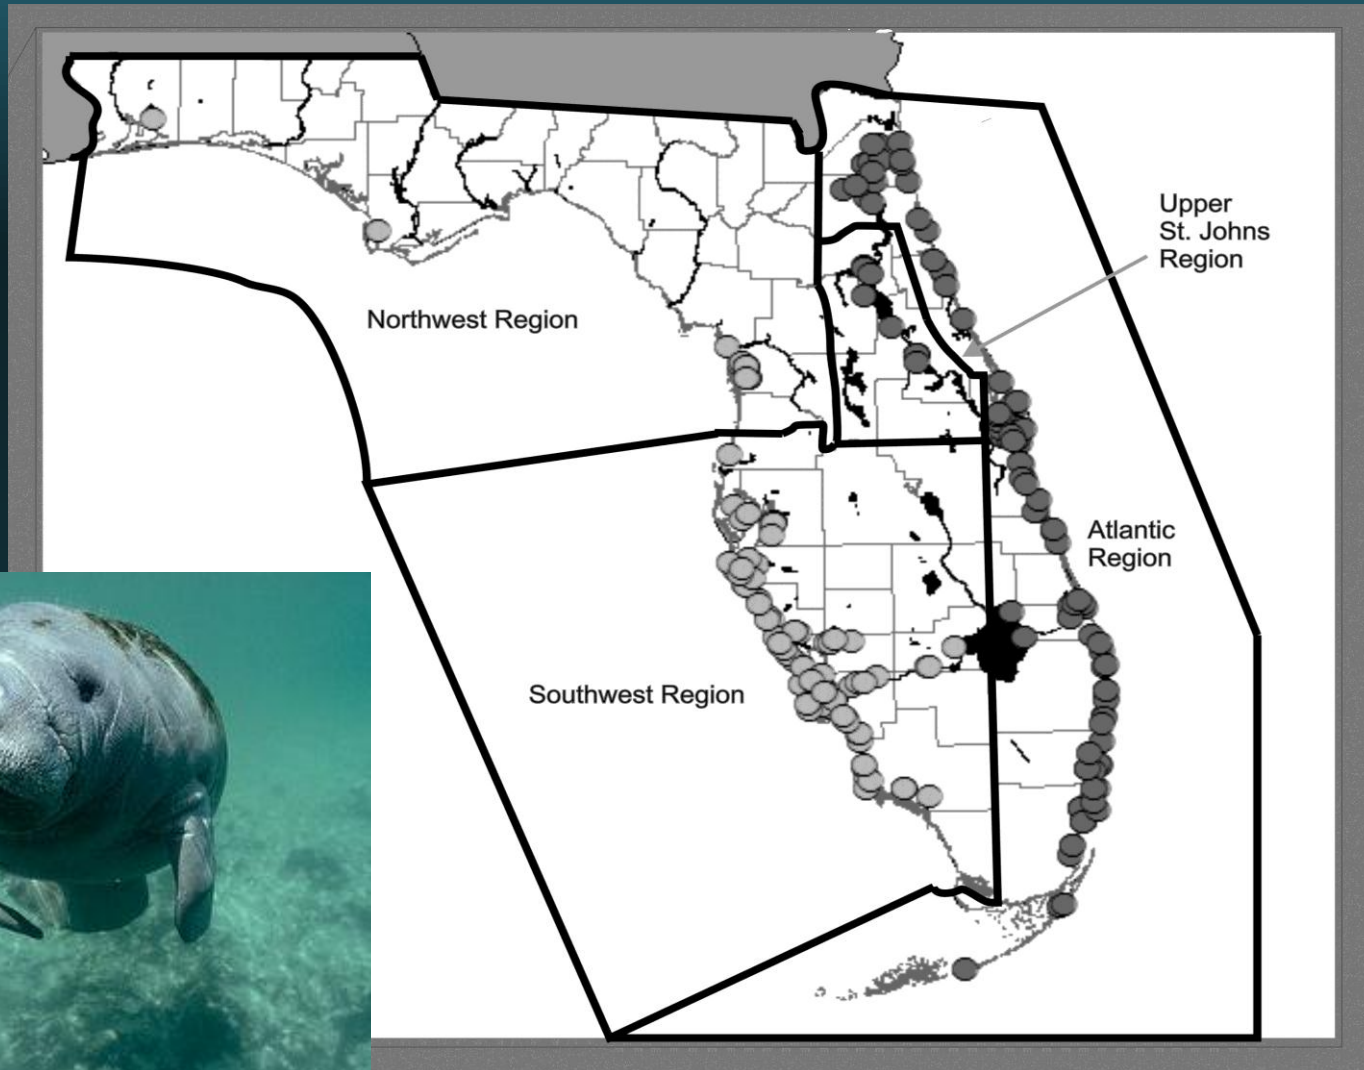 Upper
St. Johns
Region
Northwest Region
Atlantic
Region
Southwest Region